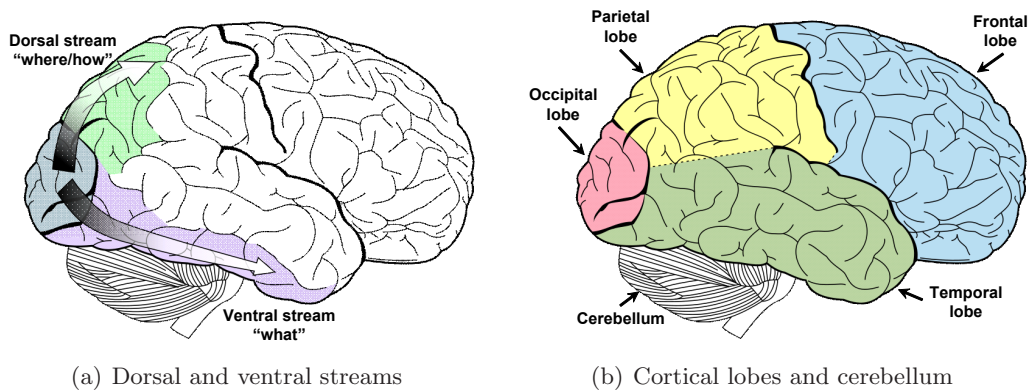 Dorsal stream
“where/how”
Ventral stream
“what”
(a) Dorsal and ventral streams
Parietal
lobe
Frontal
lobe
Occipital
lobe
Cerebellum
Temporal
lobe
(b) Cortical lobes and cerebellum